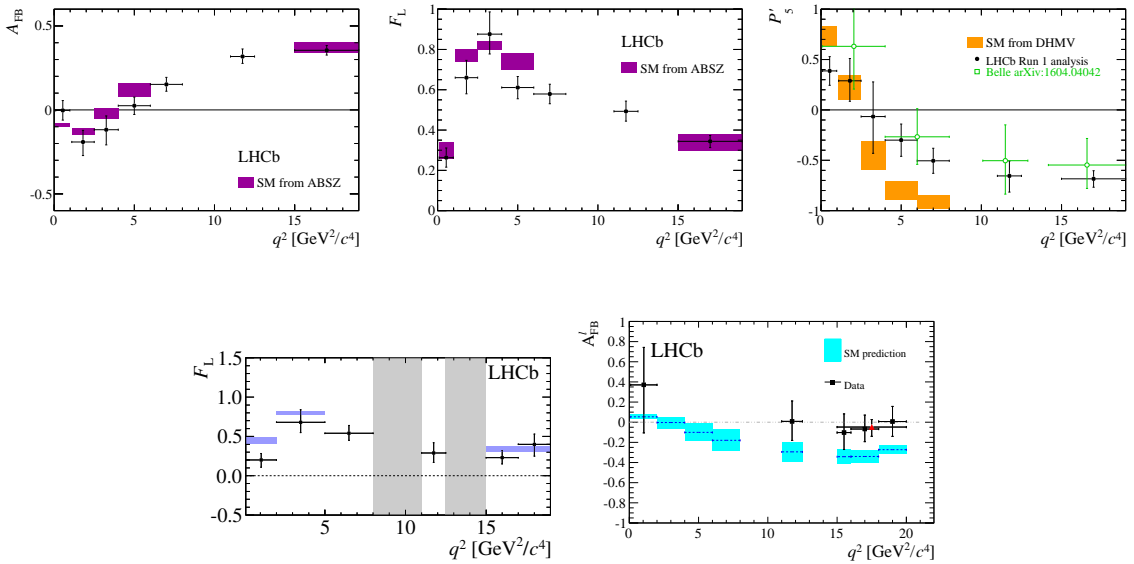 A_FB
0.5
0
-0.5
LHCb
SM from ABSZ
0 5 10 15
q² [GeV²/c⁴]
F_L
1
0.8
0.6
0.4
0.2
0
LHCb
SM from ABSZ
0 5 10 15
q² [GeV²/c⁴]
P′₅
1
0.5
0
-0.5
-1
SM from DHMV
LHCb Run 1 analysis
Belle arXiv:1604.04042
0 5 10 15
q² [GeV²/c⁴]
F_L
1.5
1.0
0.5
0.0
-0.5
LHCb
0 5 10 15
q² [GeV²/c⁴]
A^l_FB
1
0.8
0.6
0.4
0.2
0
-0.2
-0.4
-0.6
-0.8
-1
LHCb
SM prediction
Data
0 5 10 15 20
q² [GeV²/c⁴]